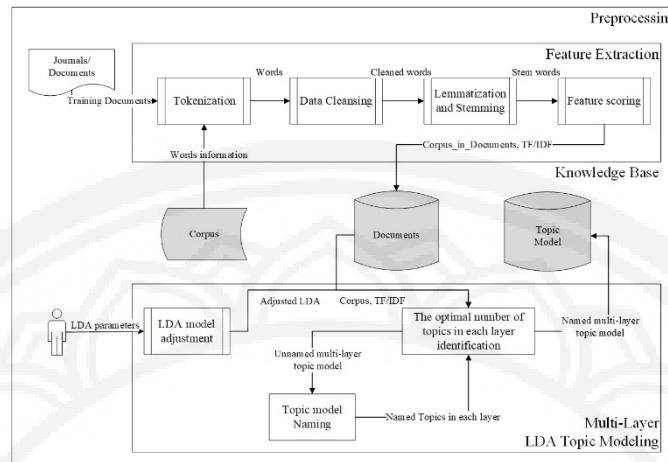 Preprocessin
Feature Extraction
Journals/
Documents
Training Documents
Words
Cleaned words
Stem words
Tokenization
Data Cleansing
Lemmatization
and Stemming
Feature scoring
Words information
Corpus_in_Documents, TF/IDF
Knowledge Base
Corpus
Documents
Topic
Model
LDA parameters
LDA model
adjustment
Adjusted LDA
Corpus, TF/IDF
The optimal number of
topics in each layer
identification
Named multi-layer
topic model
Unnamed multi-layer
topic model
Topic model
Naming
Named Topics in each layer
Multi-Layer
LDA Topic Modeling